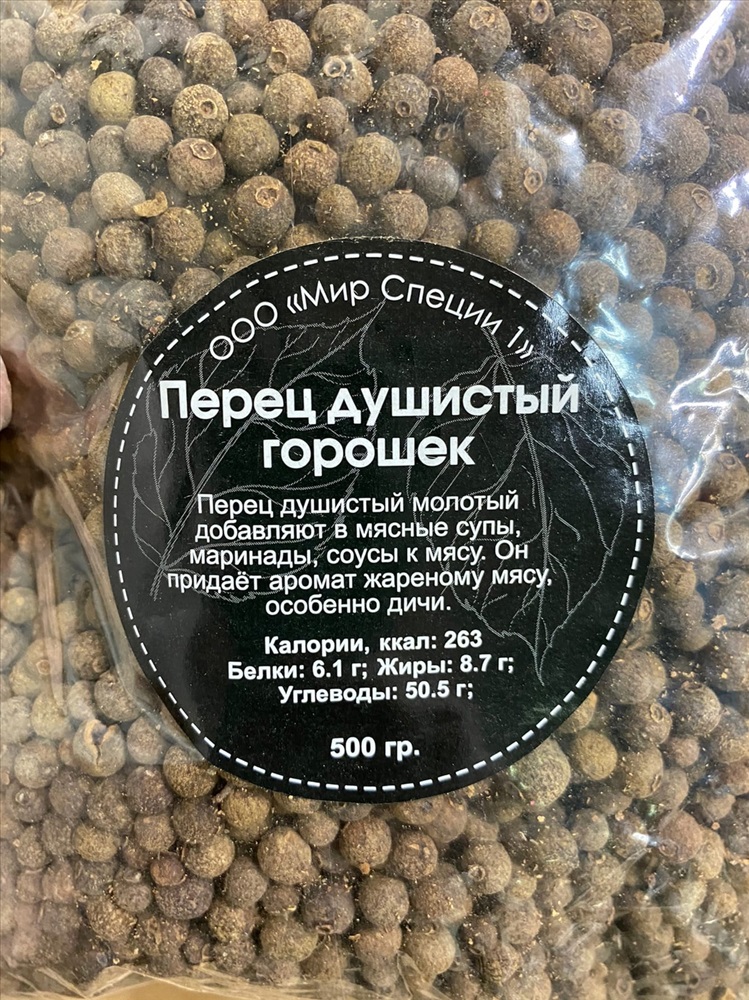 ООО «Мир Специи 1»
Перец душистый
горошек
Перец душистый молотый
добавляют в мясные супы,
маринады, соусы к мясу. Он
придаёт аромат жареному мясу,
особенно дичи.
Калории, ккал: 263
Белки: 6.1 г; Жиры: 8.7 г;
Углеводы: 50.5 г;
500 гр.